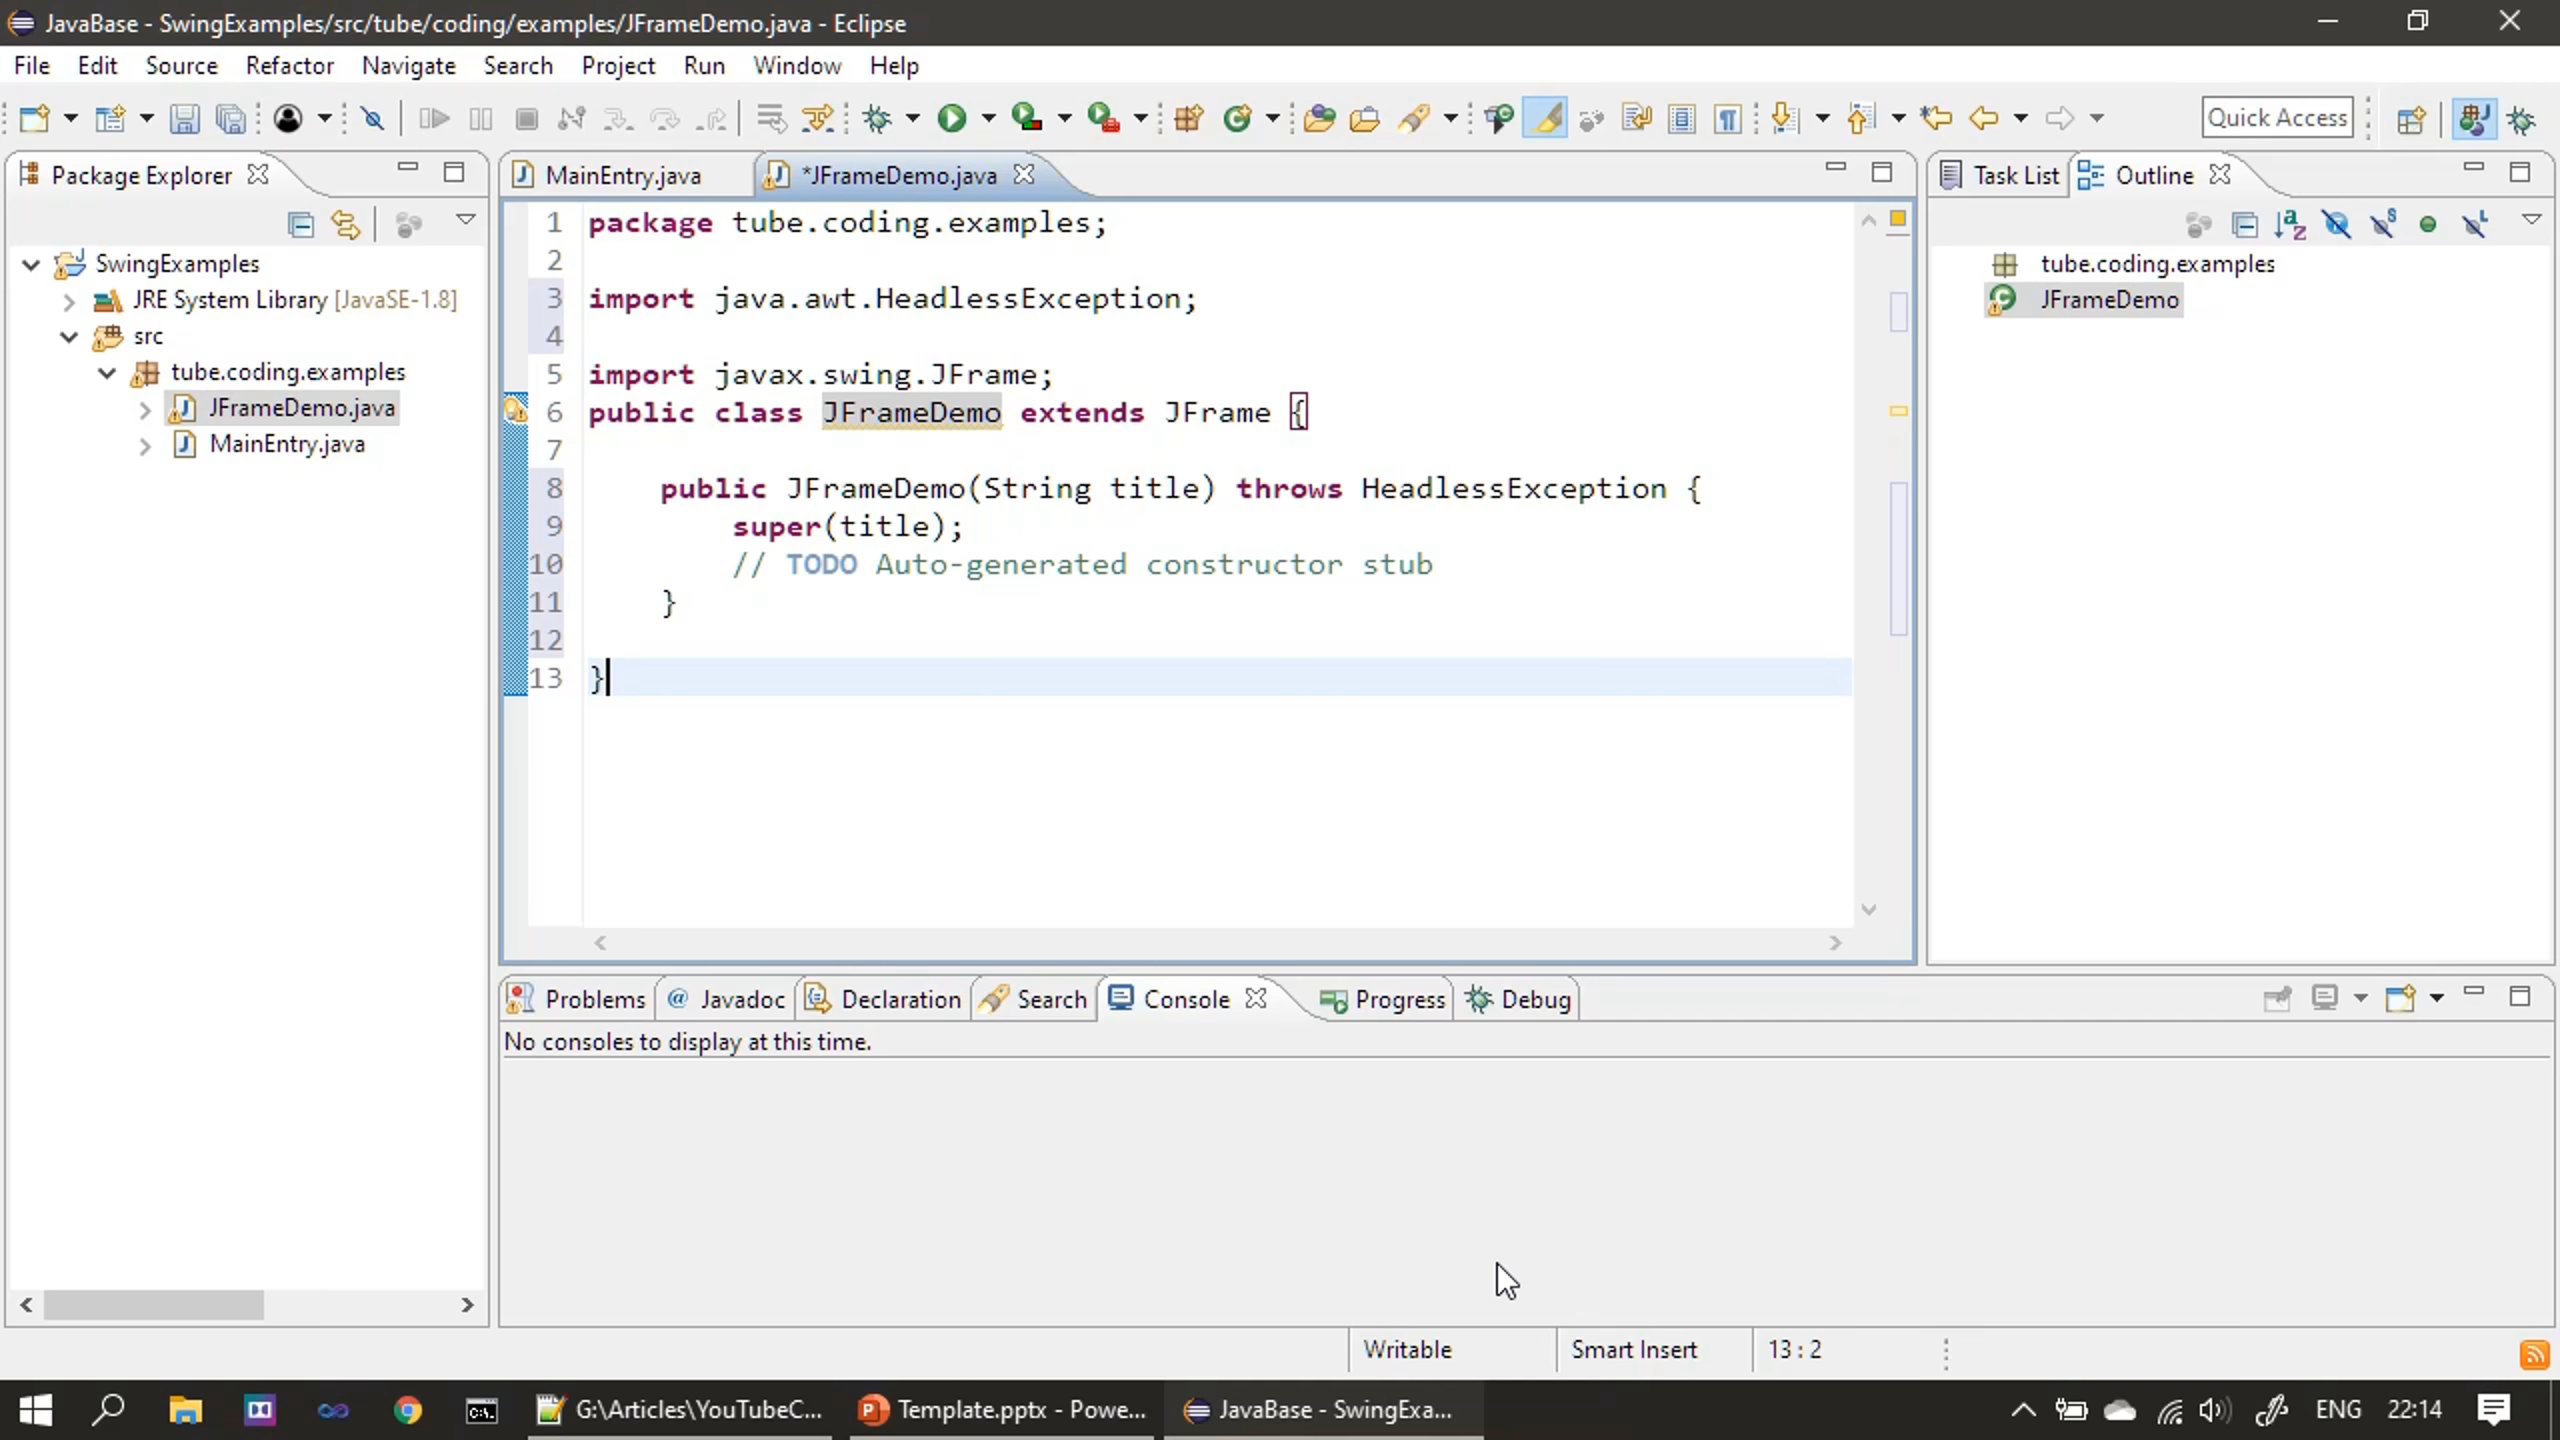 JavaBase - SwingExamples/src/tube/coding/examples/JFrameDemo.java - Eclipse
File Edit Source Refactor Navigate Search Project Run Window Help
Quick Access
Package Explorer
SwingExamples
JRE System Library [JavaSE-1.8]
src
tube.coding.examples
JFrameDemo.java
MainEntry.java
MainEntry.java *JFrameDemo.java
1 package tube.coding.examples;
2
3 import java.awt.HeadlessException;
4
5 import javax.swing.JFrame;
6 public class JFrameDemo extends JFrame {
7
8 public JFrameDemo(String title) throws HeadlessException {
9 super(title);
10 // TODO Auto-generated constructor stub
11 }
12
13 }
Task List Outline
tube.coding.examples
JFrameDemo
Problems @ Javadoc Declaration Search Console Progress Debug
No consoles to display at this time.
Writable Smart Insert 13 : 2
G:\Articles\YouTubeC... Template.pptx - Powe... JavaBase - SwingExa... ENG 22:14